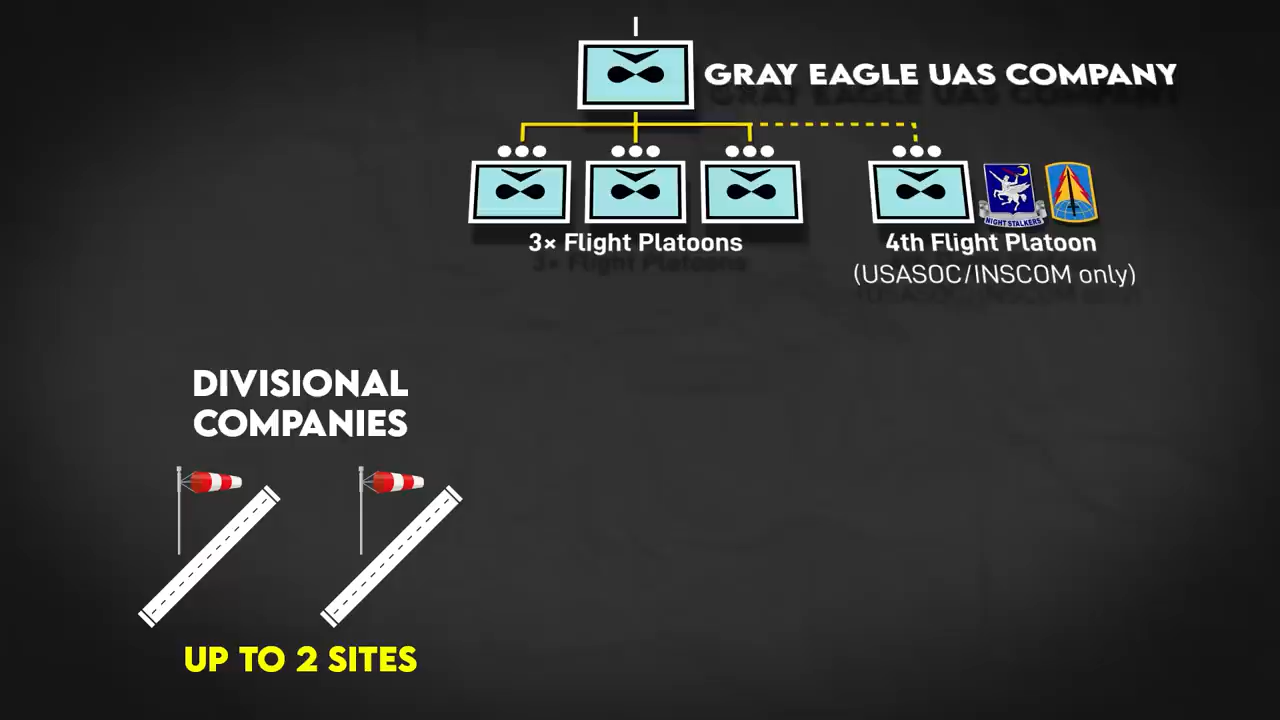 GRAY EAGLE UAS COMPANY
NIGHT STALKERS
3× Flight Platoons
4th Flight Platoon
(USASOC/INSCOM only)
DIVISIONAL
COMPANIES
UP TO 2 SITES